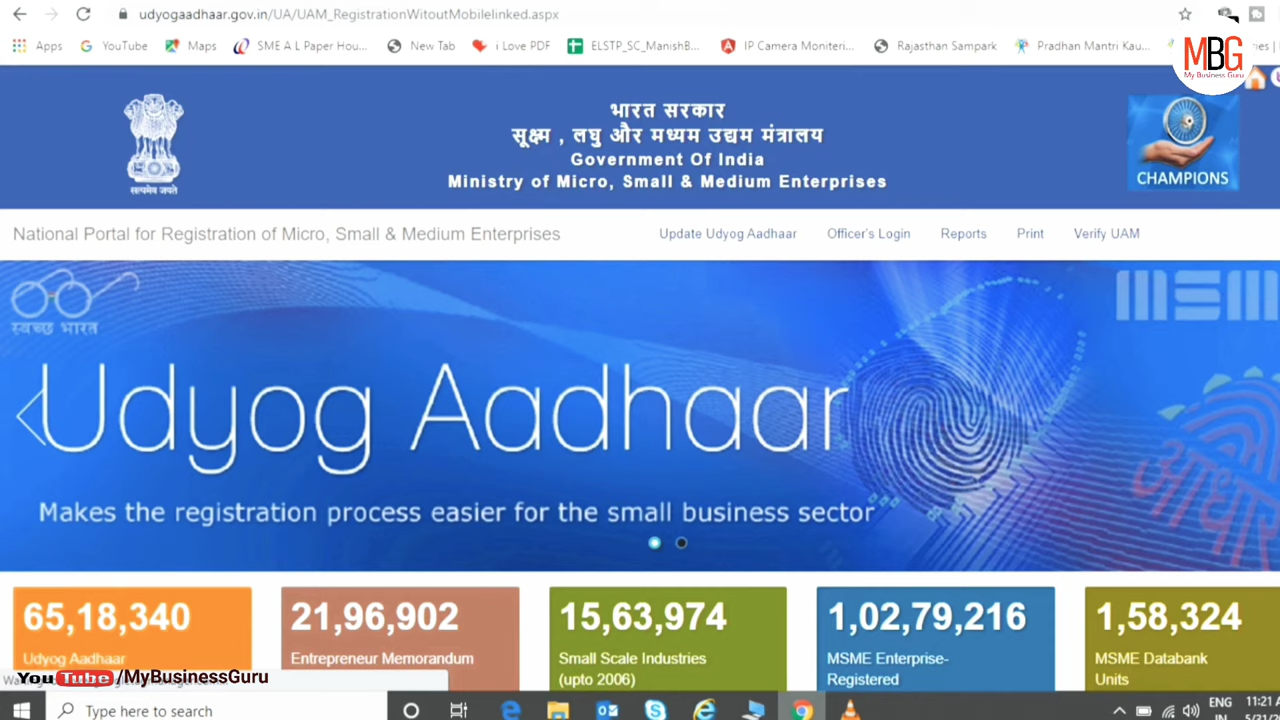 udyogaadhaar.gov.in/UA/UAM_RegistrationWitoutMobilelinked.aspx
Apps YouTube Maps SME A L Paper Hou... New Tab i Love PDF ELSTP_SC_ManishB... IP Camera Moniteri... Rajasthan Sampark Pradhan Mantri Kau...
MBG
My Business Guru
भारत सरकार
सूक्ष्म , लघु और मध्यम उद्यम मंत्रालय
Government Of India
Ministry of Micro, Small & Medium Enterprises
सत्यमेव जयते
CHAMPIONS
National Portal for Registration of Micro, Small & Medium Enterprises
Update Udyog Aadhaar Officer's Login Reports Print Verify UAM
स्वच्छ भारत
MSM
Udyog Aadhaar
Makes the registration process easier for the small business sector
आधार
65,18,340
Udyog Aadhaar
21,96,902
Entrepreneur Memorandum
15,63,974
Small Scale Industries
(upto 2006)
1,02,79,216
MSME Enterprise-
Registered
1,58,324
MSME Databank
Units
YouTube/MyBusinessGuru
Type here to search
ENG
IN
11:21